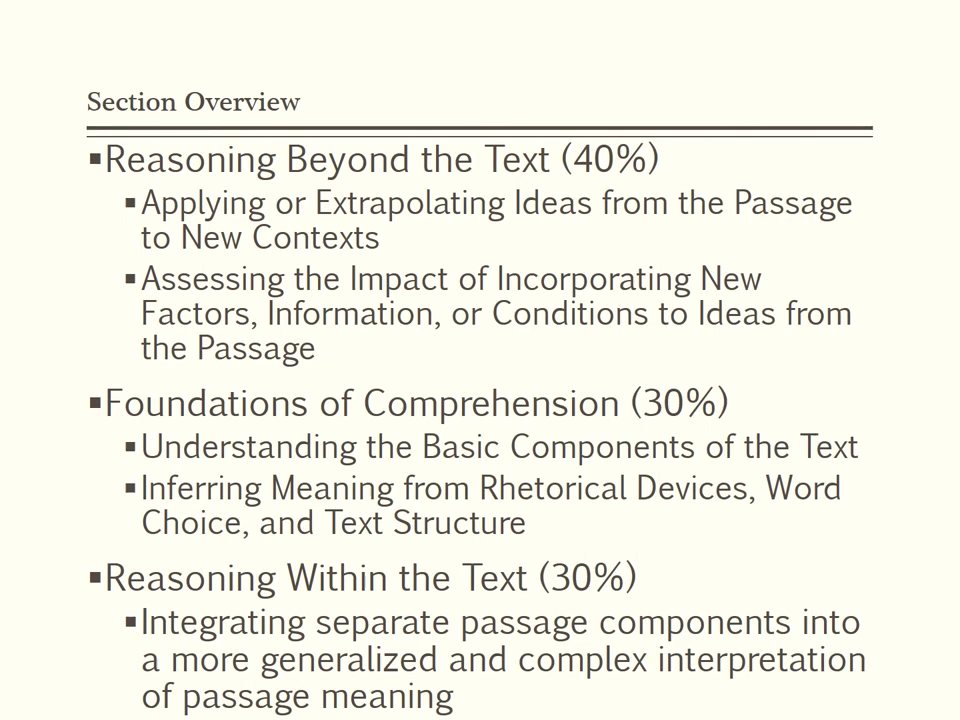 Section Overview
▪Reasoning Beyond the Text (40%)
▪Applying or Extrapolating Ideas from the Passage
to New Contexts
▪Assessing the Impact of Incorporating New
Factors, Information, or Conditions to Ideas from
the Passage
▪Foundations of Comprehension (30%)
▪Understanding the Basic Components of the Text
▪Inferring Meaning from Rhetorical Devices, Word
Choice, and Text Structure
▪Reasoning Within the Text (30%)
▪Integrating separate passage components into
a more generalized and complex interpretation
of passage meaning